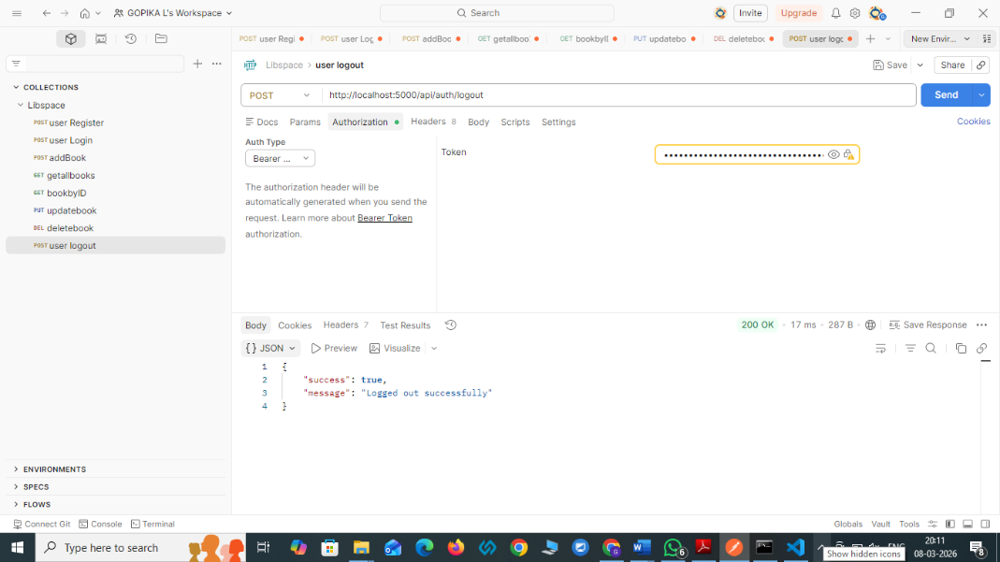 GOPIKA L's Workspace
Search
Invite
Upgrade
POST user Regi
POST user Log
POST addBoo
GET getallboo
GET bookbyII
PUT updatebo
DEL deleteboo
POST user logo
New Envir...
COLLECTIONS
Libspace
POST user Register
POST user Login
POST addBook
GET getallbooks
GET bookbyID
PUT updatebook
DEL deletebook
POST user logout
ENVIRONMENTS
SPECS
FLOWS
HTTP
Libspace > user logout
Save
Share
POST
http://localhost:5000/api/auth/logout
Send
Docs
Params
Authorization
Headers 8
Body
Scripts
Settings
Cookies
Auth Type
Bearer ...
The authorization header will be
automatically generated when you send the
request. Learn more about Bearer Token
authorization.
Token
Body
Cookies
Headers 7
Test Results
200 OK
17 ms
287 B
e.g. Save Response
{ } JSON
Preview
Visualize
1 {
2 "success": true,
3 "message": "Logged out successfully"
4 }
Connect Git
Console
Terminal
Globals
Vault
Tools
Type here to search
6
G
ENG
20:11
08-03-2026
8
Show hidden icons